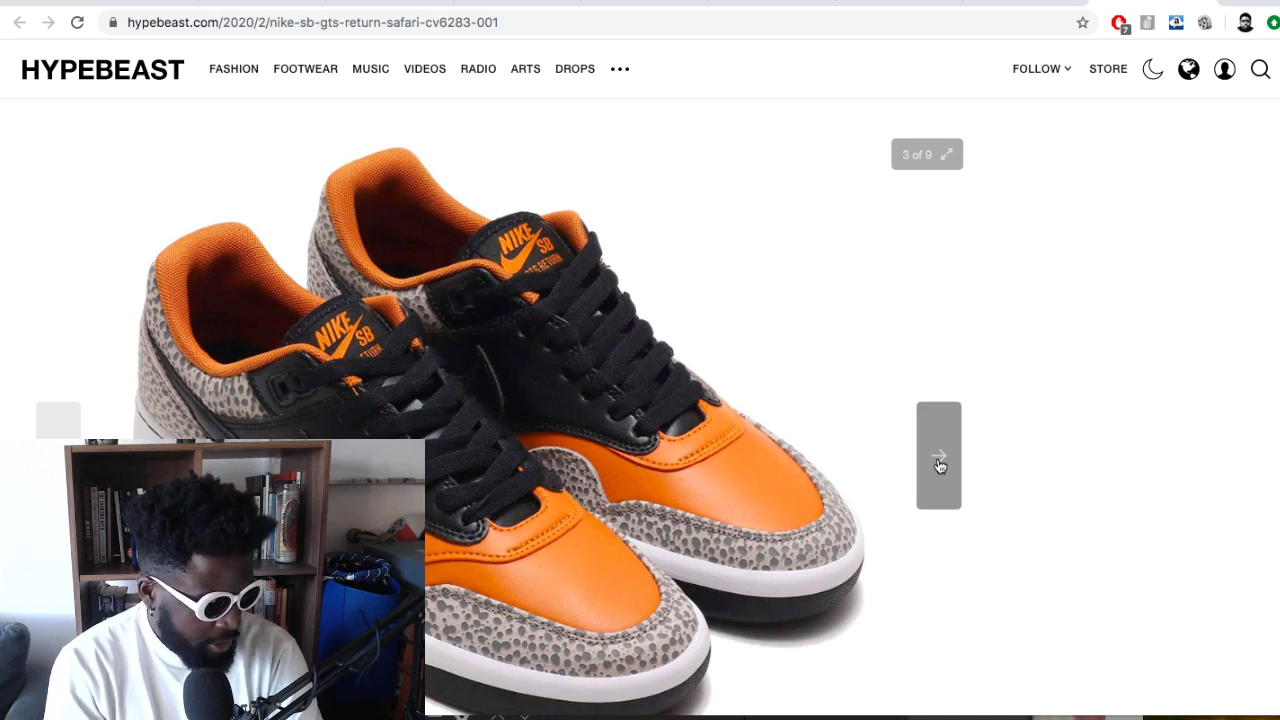 hypebeast.com/2020/2/nike-sb-gts-return-safari-cv6283-001
7
HYPEBEAST FASHION FOOTWEAR MUSIC VIDEOS RADIO ARTS DROPS ••• FOLLOW STORE
3 of 9
NIKE
SB
RETURN
NIKE
SB